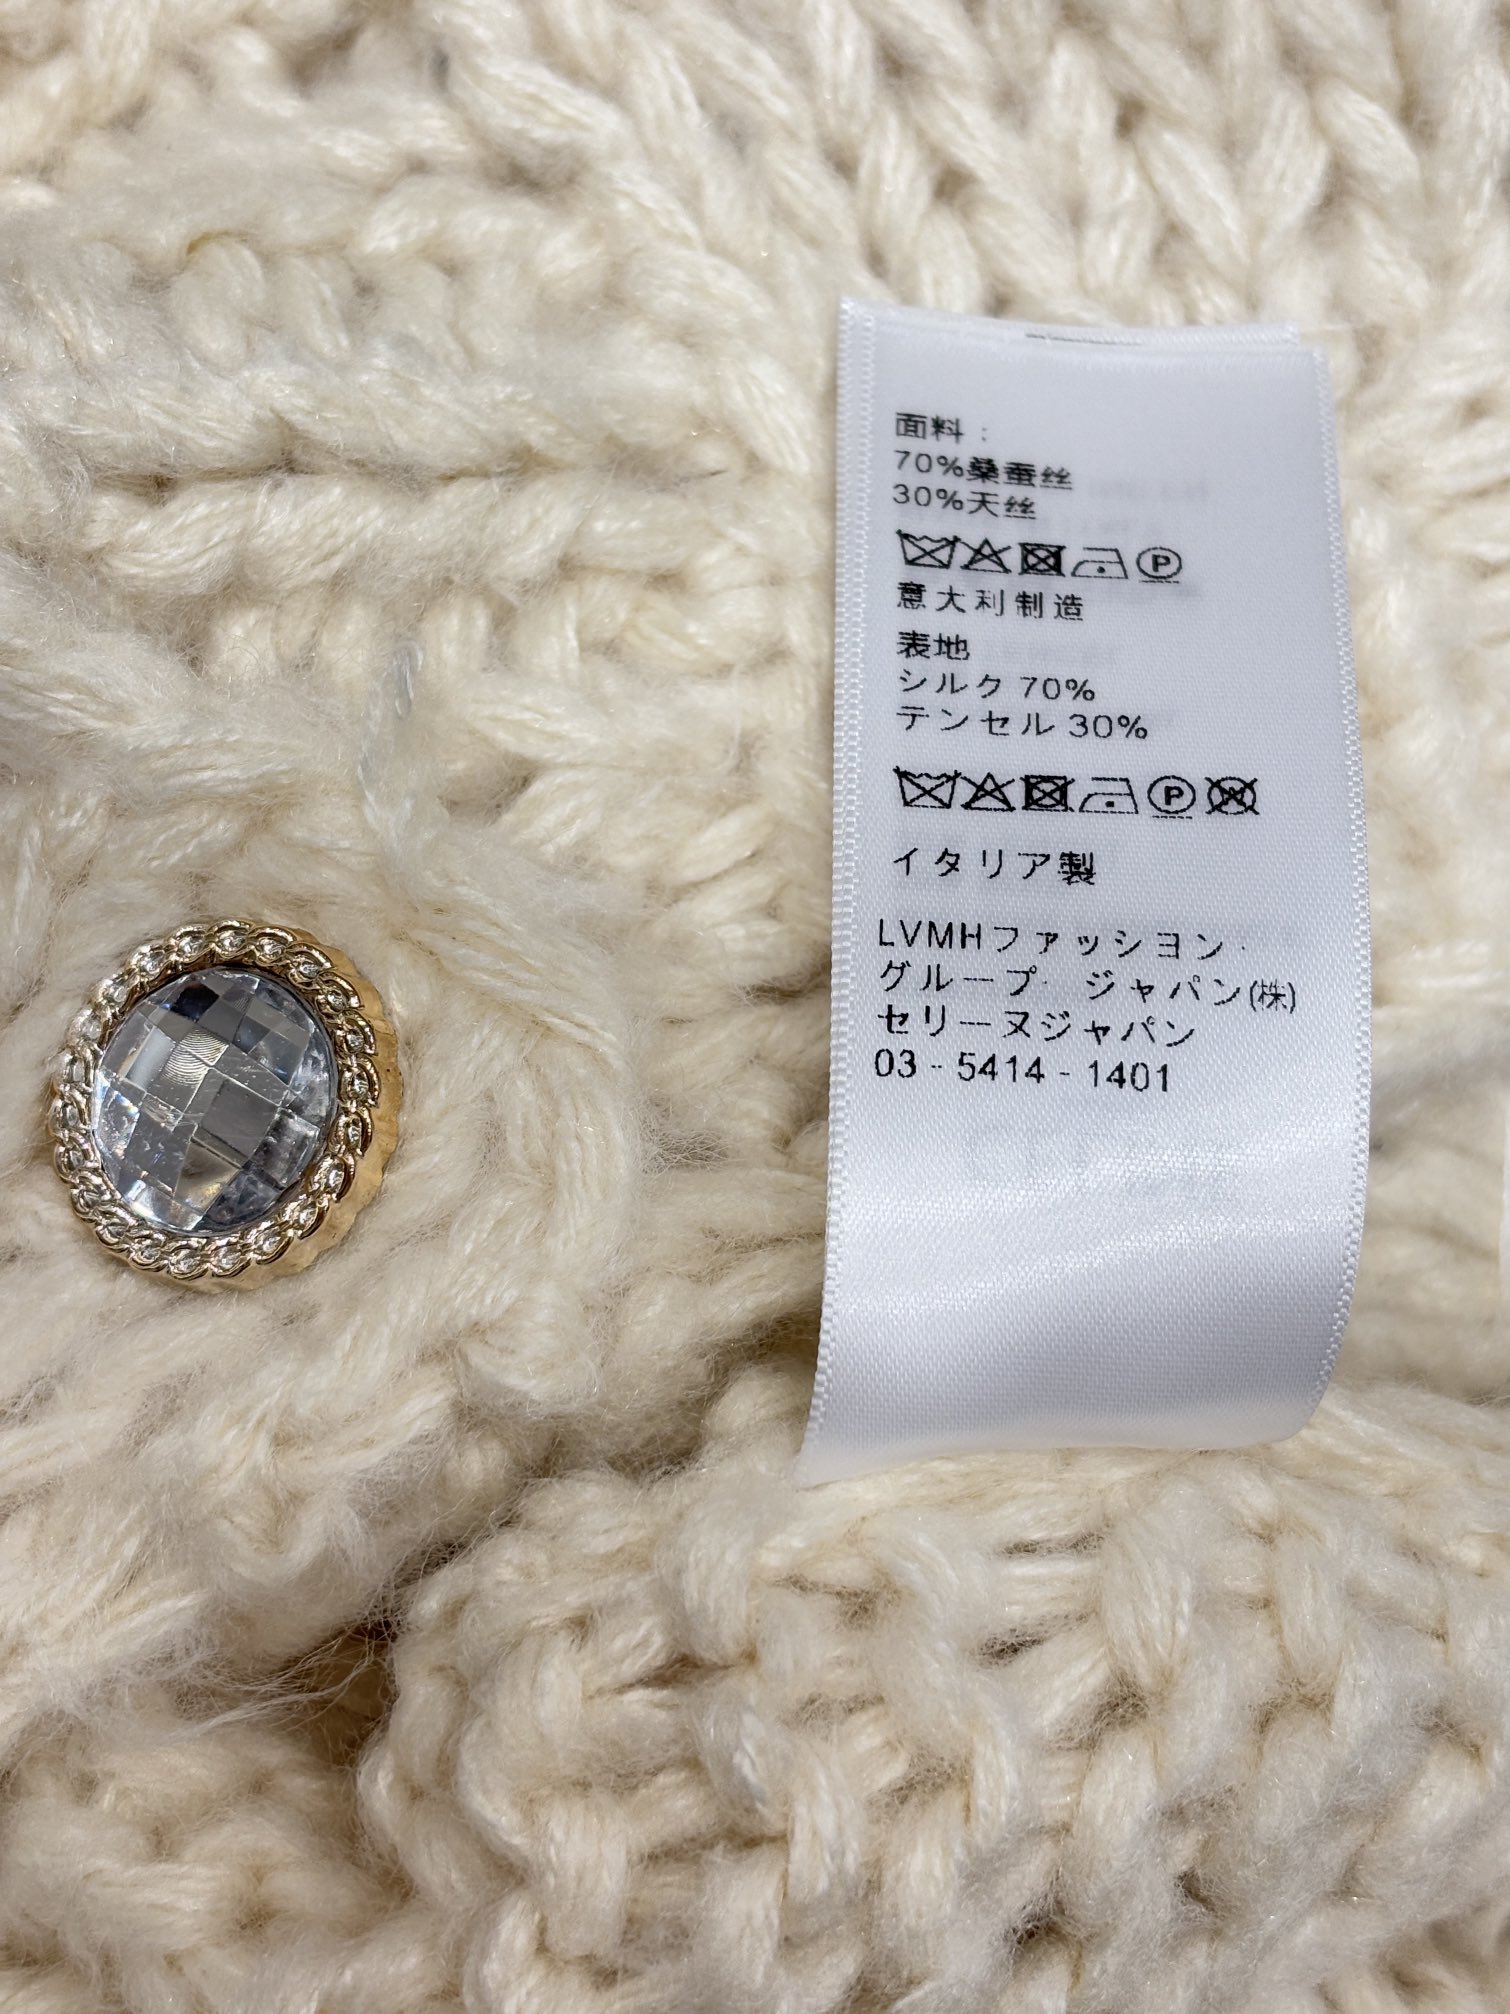 面料:
70%桑蚕丝
30%天丝
P
意大利制造
表地
シルク 70%
テンセル 30%
P W
イタリア製
LVMHファッション·
グループ· ジャパン(株)
セリーヌジャパン
03-5414-1401